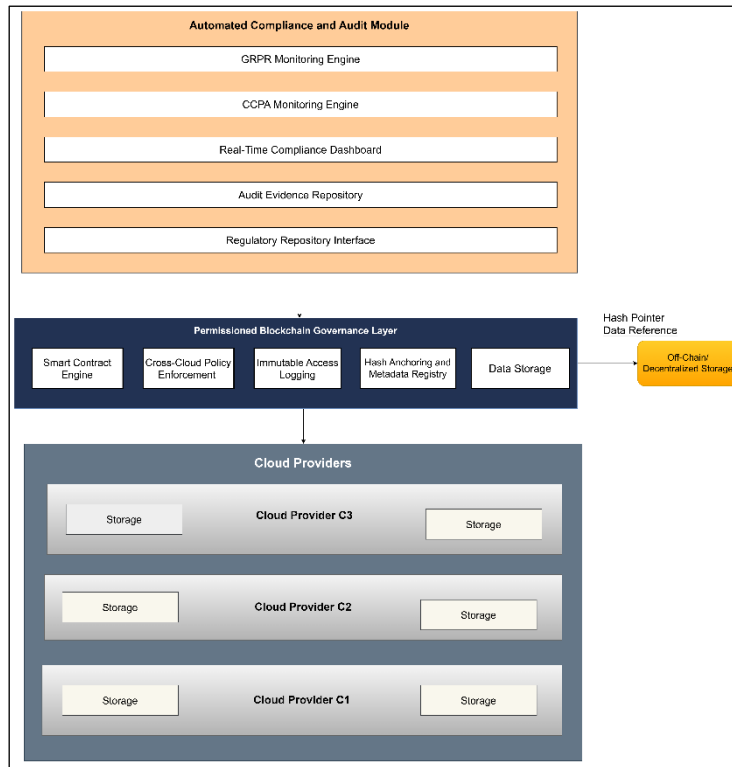 Automated Compliance and Audit Module
GRPR Monitoring Engine
CCPA Monitoring Engine
Real-Time Compliance Dashboard
Audit Evidence Repository
Regulatory Repository Interface
Permissioned Blockchain Governance Layer
Smart Contract
Engine
Cross-Cloud Policy
Enforcement
Immutable Access
Logging
Hash Anchoring and
Metadata Registry
Data Storage
Hash Pointer
Data Reference
Off-Chain/
Decentralized Storage
Cloud Providers
Storage
Cloud Provider C3
Storage
Storage
Cloud Provider C2
Storage
Storage
Cloud Provider C1
Storage